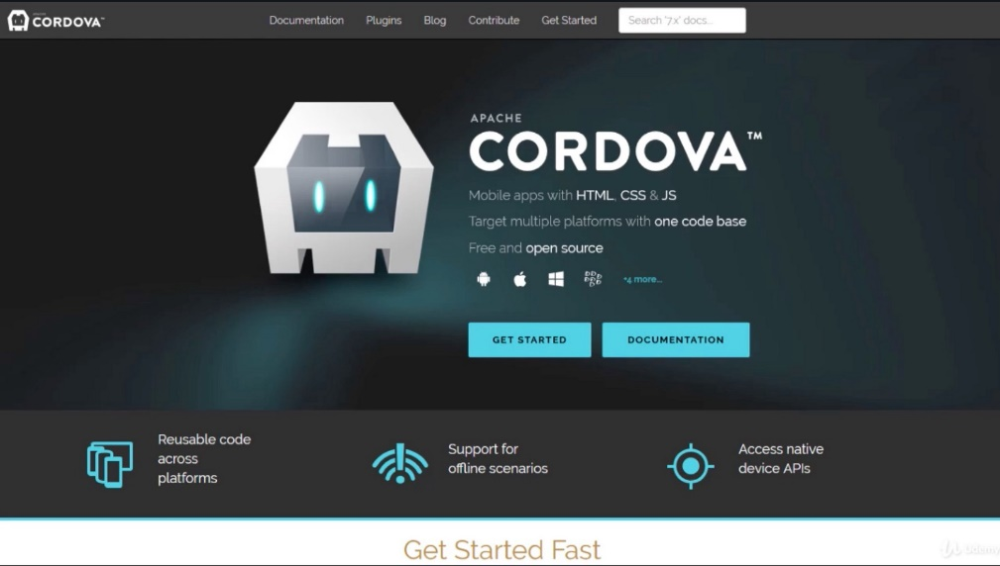 APACHE
CORDOVA™
Documentation
Plugins
Blog
Contribute
Get Started
Search '7.x' docs...
APACHE
CORDOVA™
Mobile apps with HTML, CSS & JS
Target multiple platforms with one code base
Free and open source
+4 more...
GET STARTED
DOCUMENTATION
Reusable code
across
platforms
Support for
offline scenarios
Access native
device APIs
Get Started Fast
Udemy